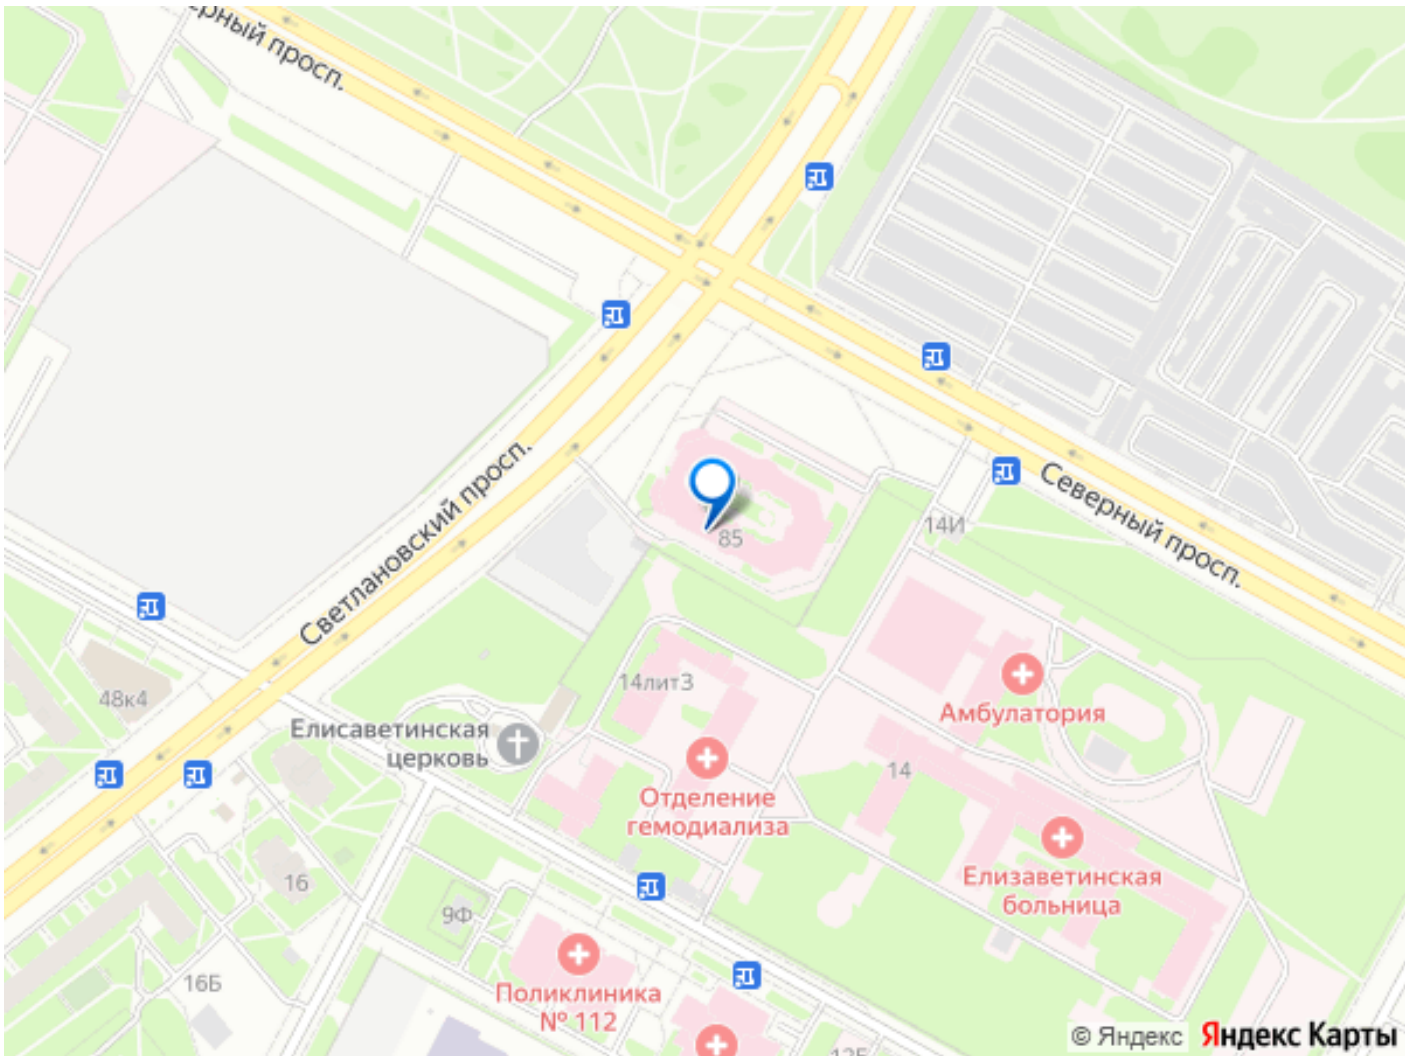 Северный просп.
Северный просп.
Светлановский просп.
85
14И
14лит3
48к4
Елисаветинская
церковь
Амбулатория
14
Отделение
гемодиализа
Елизаветинская
больница
16
9Ф
16Б
Поликлиника
№ 112
© Яндекс Яндекс Карты